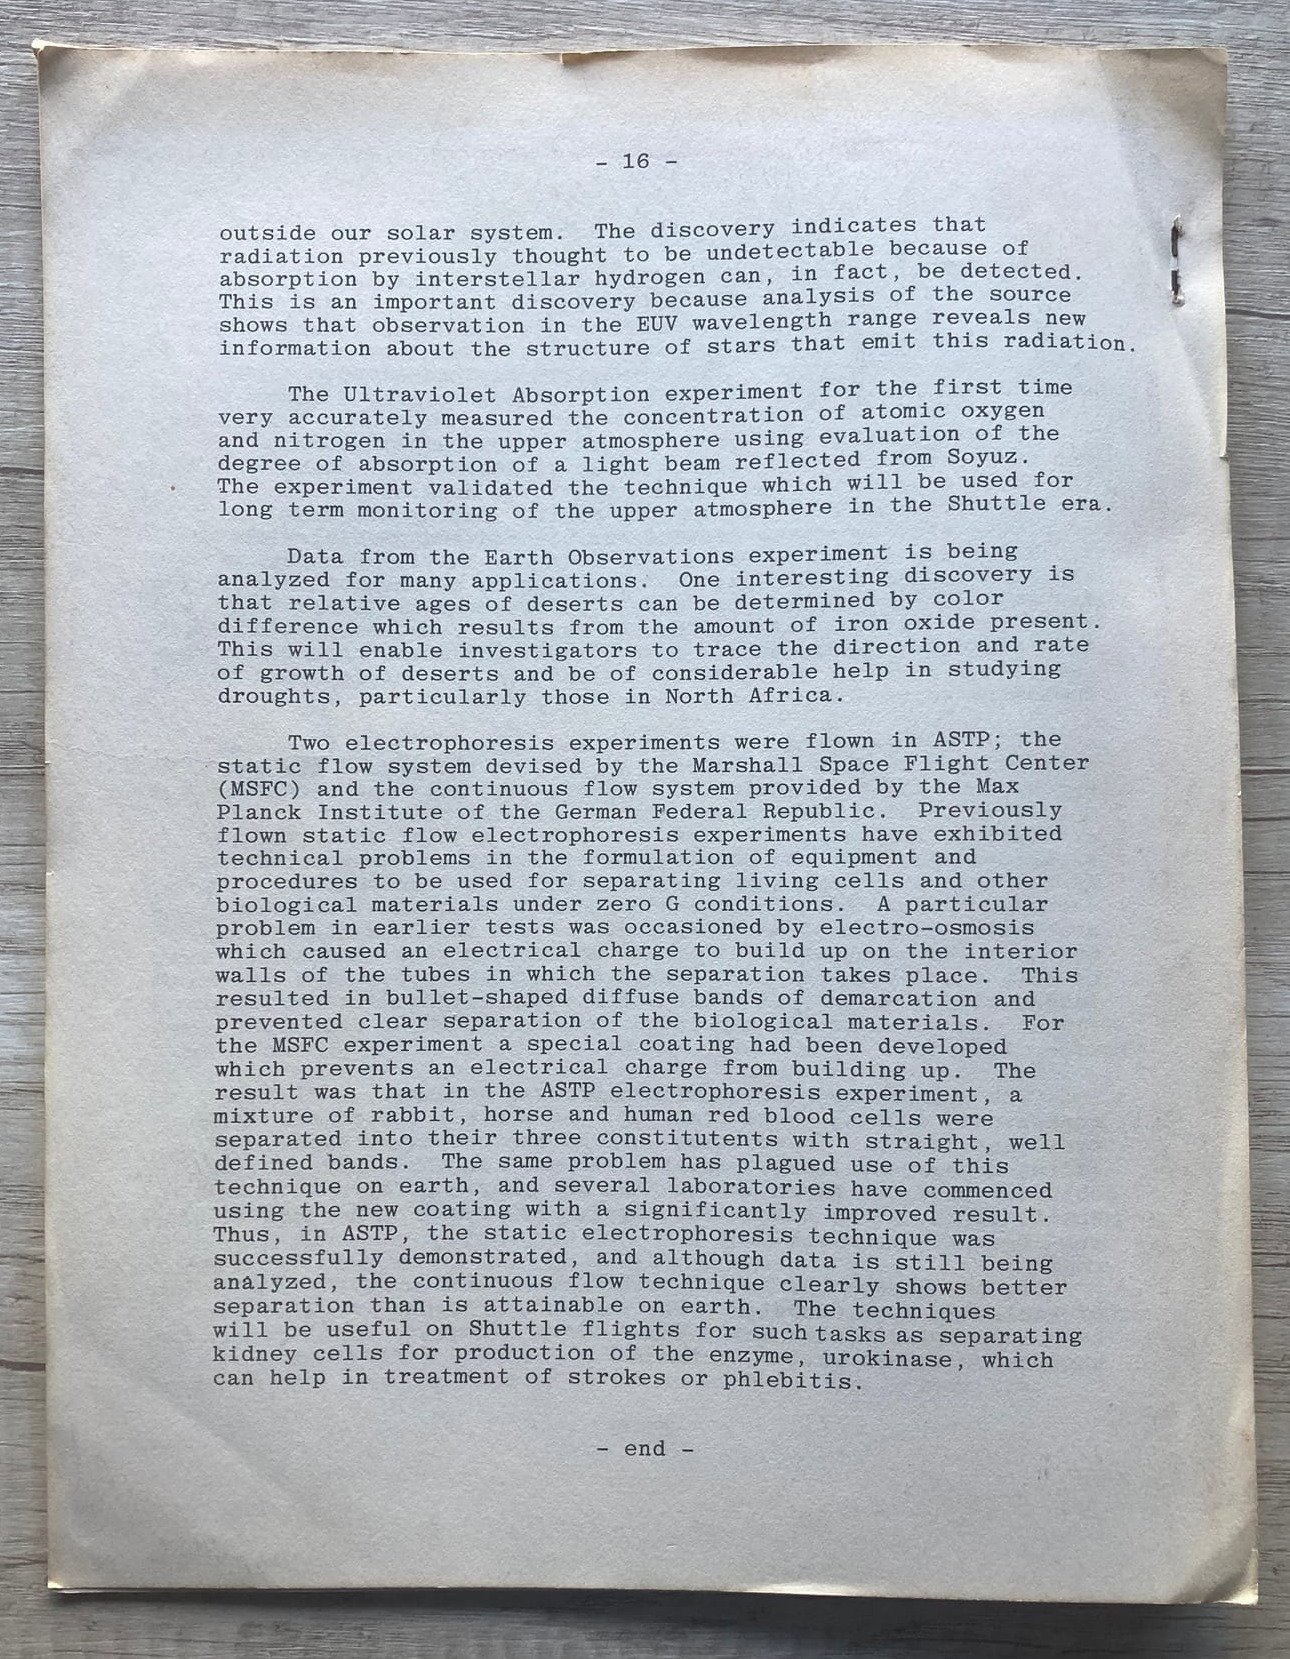 - 16 -
outside our solar system. The discovery indicates that
radiation previously thought to be undetectable because of
absorption by interstellar hydrogen can, in fact, be detected.
This is an important discovery because analysis of the source
shows that observation in the EUV wavelength range reveals new
information about the structure of stars that emit this radiation.
The Ultraviolet Absorption experiment for the first time
very accurately measured the concentration of atomic oxygen
and nitrogen in the upper atmosphere using evaluation of the
degree of absorption of a light beam reflected from Soyuz.
The experiment validated the technique which will be used for
long term monitoring of the upper atmosphere in the Shuttle era.
Data from the Earth Observations experiment is being
analyzed for many applications. One interesting discovery is
that relative ages of deserts can be determined by color
difference which results from the amount of iron oxide present.
This will enable investigators to trace the direction and rate
of growth of deserts and be of considerable help in studying
droughts, particularly those in North Africa.
Two electrophoresis experiments were flown in ASTP; the
static flow system devised by the Marshall Space Flight Center
(MSFC) and the continuous flow system provided by the Max
Planck Institute of the German Federal Republic. Previously
flown static flow electrophoresis experiments have exhibited
technical problems in the formulation of equipment and
procedures to be used for separating living cells and other
biological materials under zero G conditions. A particular
problem in earlier tests was occasioned by electro-osmosis
which caused an electrical charge to build up on the interior
walls of the tubes in which the separation takes place. This
resulted in bullet-shaped diffuse bands of demarcation and
prevented clear separation of the biological materials. For
the MSFC experiment a special coating had been developed
which prevents an electrical charge from building up. The
result was that in the ASTP electrophoresis experiment, a
mixture of rabbit, horse and human red blood cells were
separated into their three constitutents with straight, well
defined bands. The same problem has plagued use of this
technique on earth, and several laboratories have commenced
using the new coating with a significantly improved result.
Thus, in ASTP, the static electrophoresis technique was
successfully demonstrated, and although data is still being
analyzed, the continuous flow technique clearly shows better
separation than is attainable on earth. The techniques
will be useful on Shuttle flights for such tasks as separating
kidney cells for production of the enzyme, urokinase, which
can help in treatment of strokes or phlebitis.
- end -